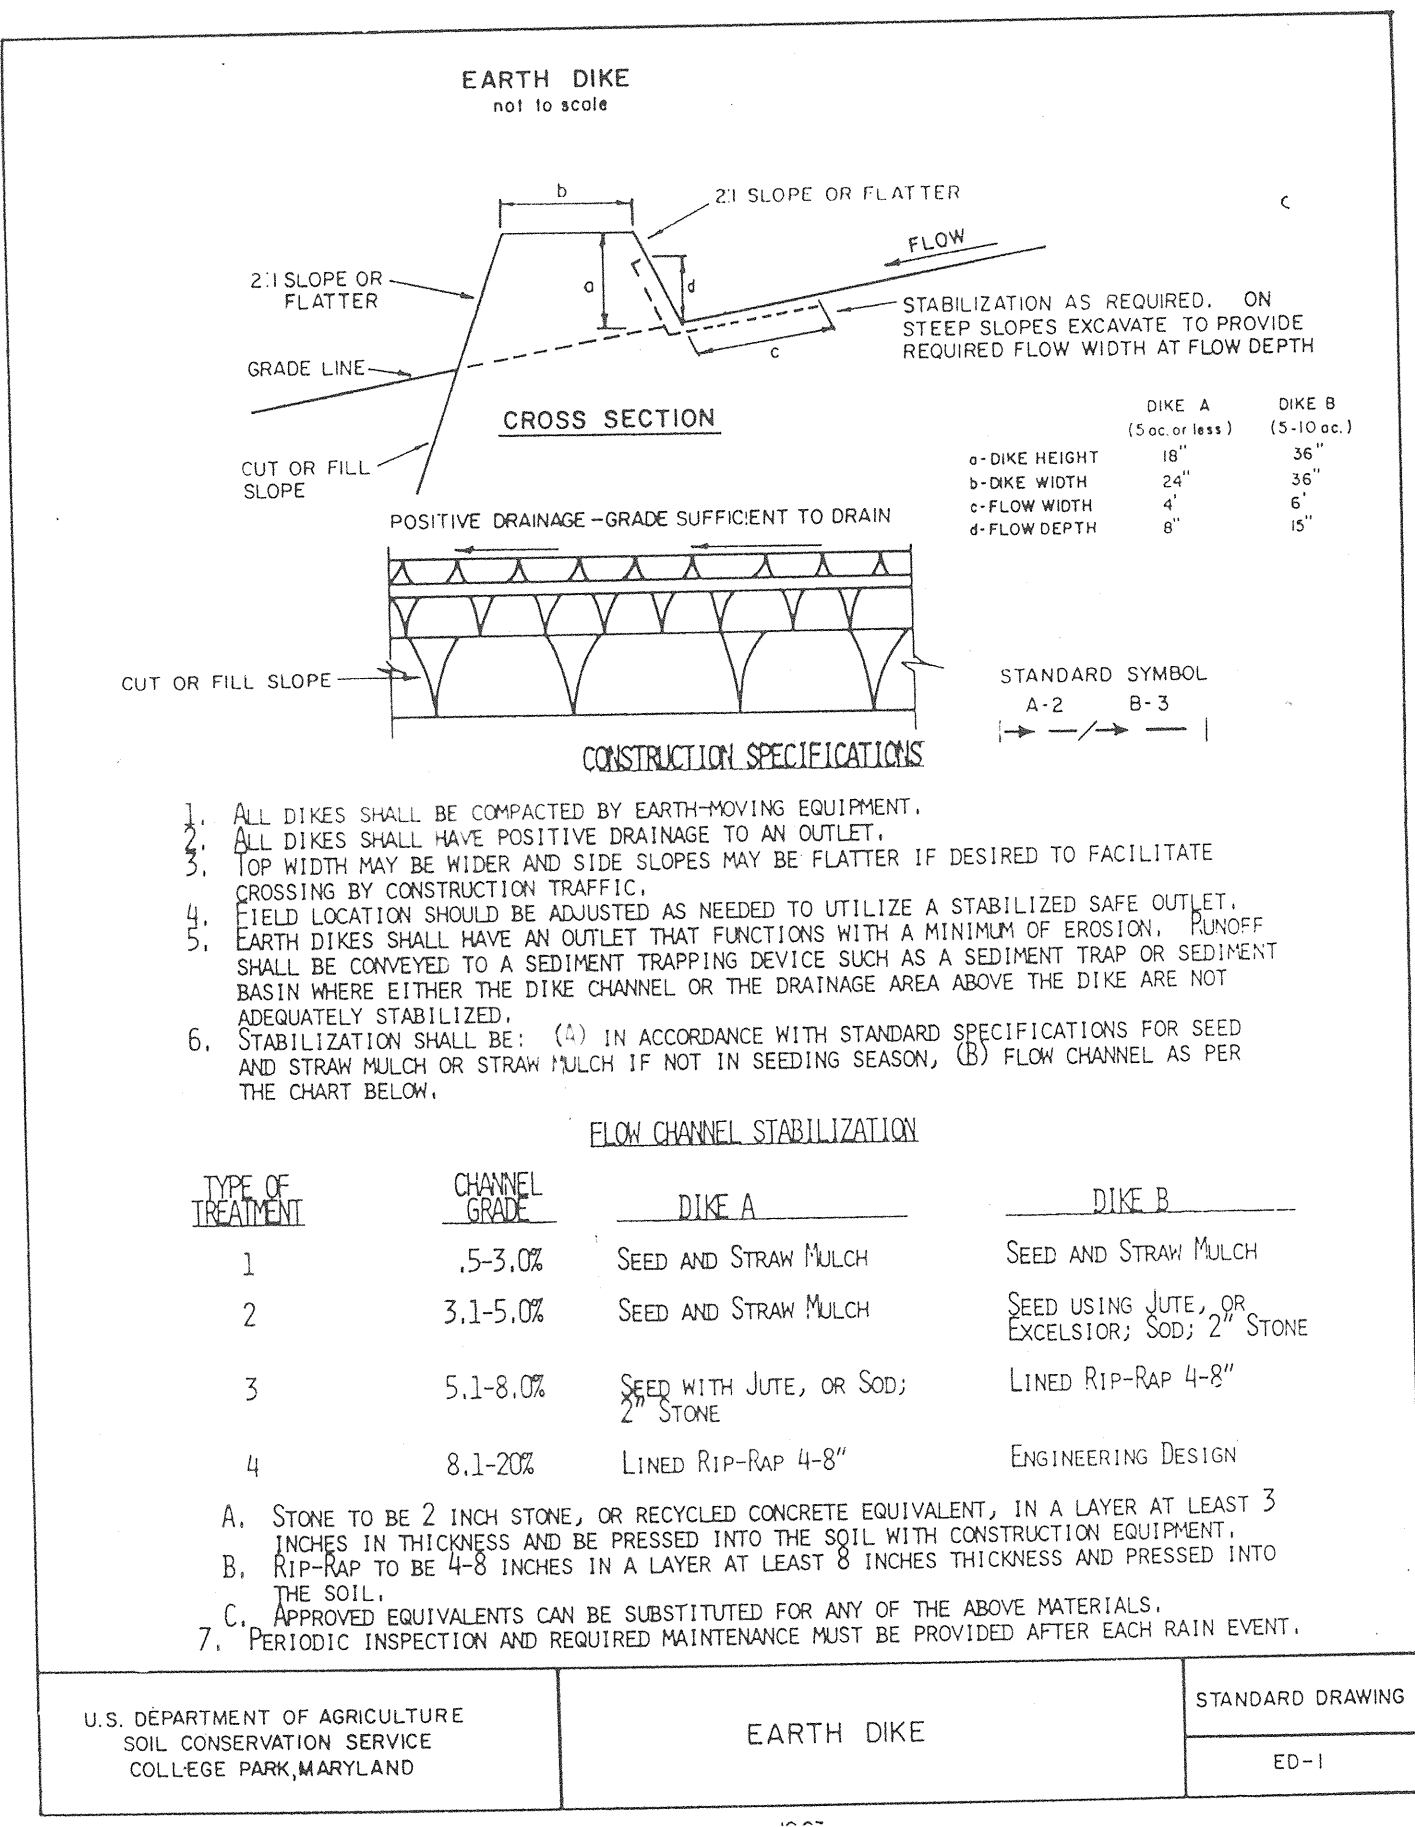 EARTH DIKE
not to scale
b
2:1 SLOPE OR FLATTER
C
FLOW
2:1 SLOPE OR
FLATTER
a
d
STABILIZATION AS REQUIRED. ON
STEEP SLOPES EXCAVATE TO PROVIDE
REQUIRED FLOW WIDTH AT FLOW DEPTH
c
GRADE LINE
CROSS SECTION
CUT OR FILL
SLOPE
DIKE A DIKE B
(5 ac. or less) (5-10 ac.)
a-DIKE HEIGHT 18" 36"
b-DIKE WIDTH 24" 36"
c-FLOW WIDTH 4' 6'
d-FLOW DEPTH 8" 15"
POSITIVE DRAINAGE-GRADE SUFFICIENT TO DRAIN
CUT OR FILL SLOPE
STANDARD SYMBOL
A-2 B-3
CONSTRUCTION SPECIFICATIONS
1. ALL DIKES SHALL BE COMPACTED BY EARTH-MOVING EQUIPMENT.
2. ALL DIKES SHALL HAVE POSITIVE DRAINAGE TO AN OUTLET.
3. TOP WIDTH MAY BE WIDER AND SIDE SLOPES MAY BE FLATTER IF DESIRED TO FACILITATE
CROSSING BY CONSTRUCTION TRAFFIC.
4. FIELD LOCATION SHOULD BE ADJUSTED AS NEEDED TO UTILIZE A STABILIZED SAFE OUTLET.
5. EARTH DIKES SHALL HAVE AN OUTLET THAT FUNCTIONS WITH A MINIMUM OF EROSION. RUNOFF
SHALL BE CONVEYED TO A SEDIMENT TRAPPING DEVICE SUCH AS A SEDIMENT TRAP OR SEDIMENT
BASIN WHERE EITHER THE DIKE CHANNEL OR THE DRAINAGE AREA ABOVE THE DIKE ARE NOT
ADEQUATELY STABILIZED.
6. STABILIZATION SHALL BE: (A) IN ACCORDANCE WITH STANDARD SPECIFICATIONS FOR SEED
AND STRAW MULCH OR STRAW MULCH IF NOT IN SEEDING SEASON, (B) FLOW CHANNEL AS PER
THE CHART BELOW.
FLOW CHANNEL STABILIZATION
TYPE OF TREATMENT CHANNEL GRADE DIKE A DIKE B
1 .5-3.0% SEED AND STRAW MULCH SEED AND STRAW MULCH
2 3.1-5.0% SEED AND STRAW MULCH SEED USING JUTE, OR
EXCELSIOR; SOD; 2" STONE
3 5.1-8.0% SEED WITH JUTE, OR SOD; LINED RIP-RAP 4-8"
2" STONE
4 8.1-20% LINED RIP-RAP 4-8" ENGINEERING DESIGN
A. STONE TO BE 2 INCH STONE, OR RECYCLED CONCRETE EQUIVALENT, IN A LAYER AT LEAST 3
INCHES IN THICKNESS AND BE PRESSED INTO THE SOIL WITH CONSTRUCTION EQUIPMENT.
B. RIP-RAP TO BE 4-8 INCHES IN A LAYER AT LEAST 8 INCHES THICKNESS AND PRESSED INTO
THE SOIL.
C. APPROVED EQUIVALENTS CAN BE SUBSTITUTED FOR ANY OF THE ABOVE MATERIALS.
7. PERIODIC INSPECTION AND REQUIRED MAINTENANCE MUST BE PROVIDED AFTER EACH RAIN EVENT.
U.S. DEPARTMENT OF AGRICULTURE
SOIL CONSERVATION SERVICE
COLLEGE PARK, MARYLAND
EARTH DIKE
STANDARD DRAWING
ED-1